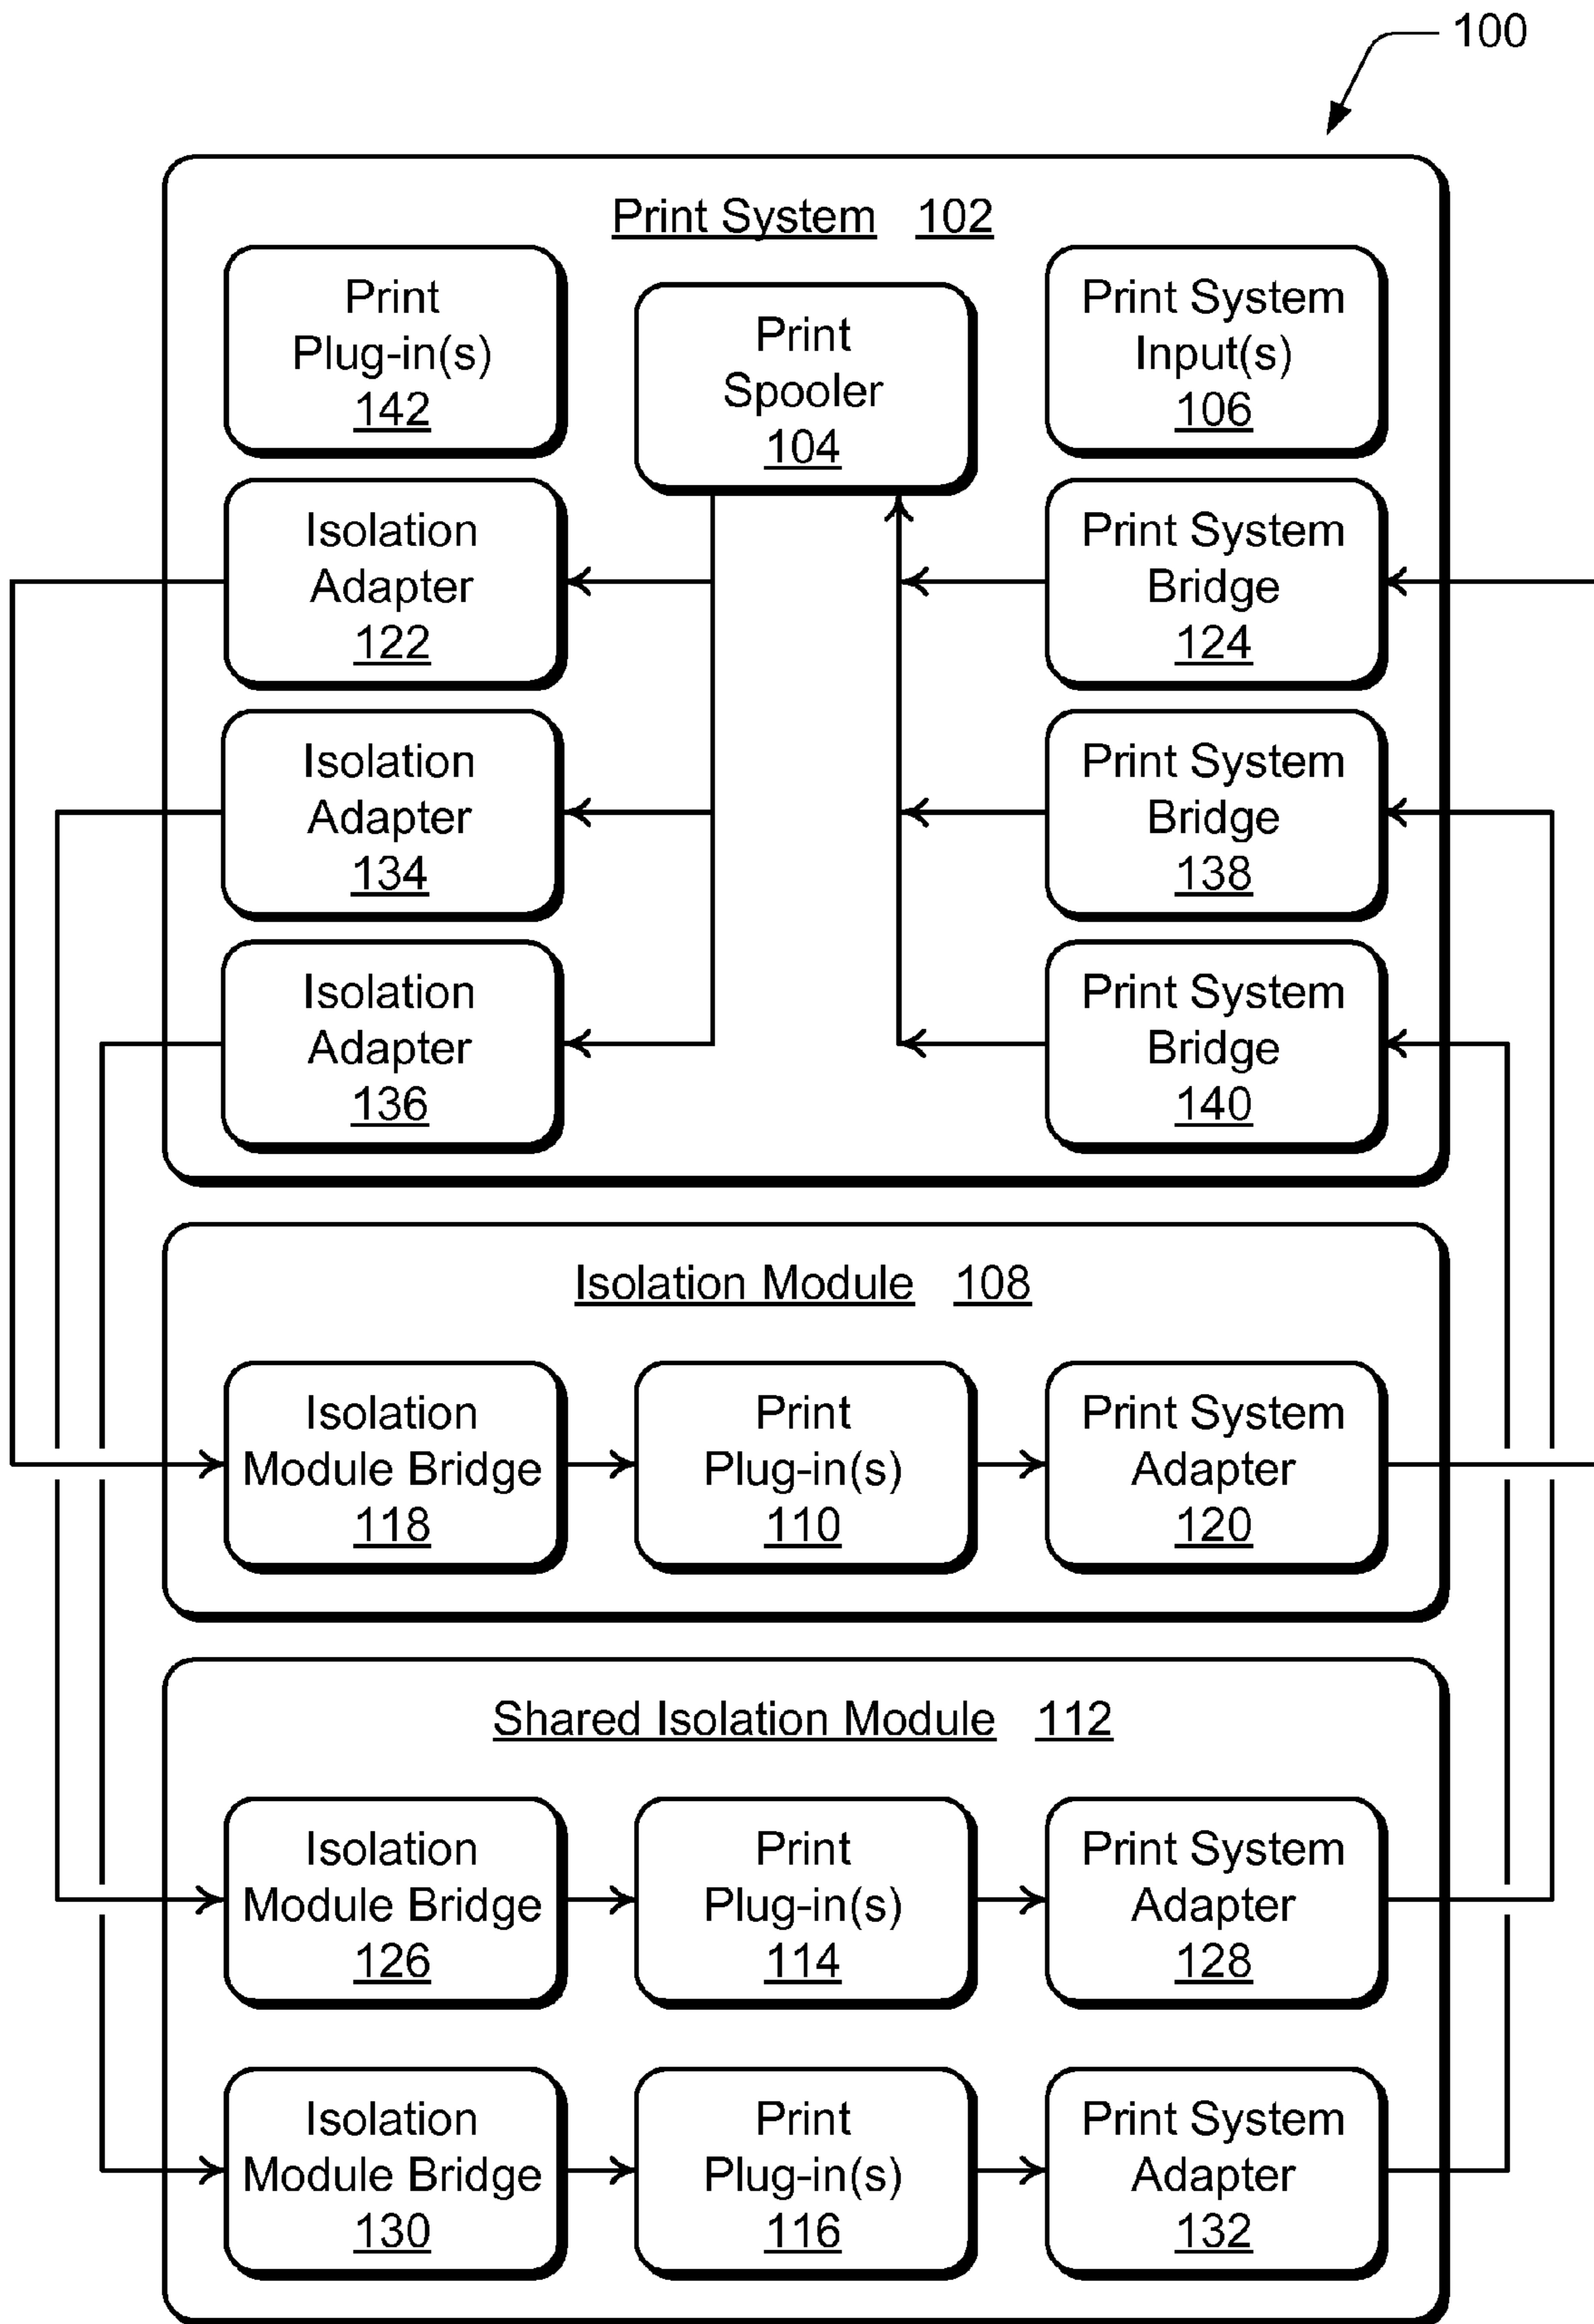 100
Print System 102
Print
Plug-in(s)
142
Print
Spooler
104
Print System
Input(s)
106
Isolation
Adapter
122
Print System
Bridge
124
Isolation
Adapter
134
Print System
Bridge
138
Isolation
Adapter
136
Print System
Bridge
140
Isolation Module 108
Isolation
Module Bridge
118
Print
Plug-in(s)
110
Print System
Adapter
120
Shared Isolation Module 112
Isolation
Module Bridge
126
Print
Plug-in(s)
114
Print System
Adapter
128
Isolation
Module Bridge
130
Print
Plug-in(s)
116
Print System
Adapter
132